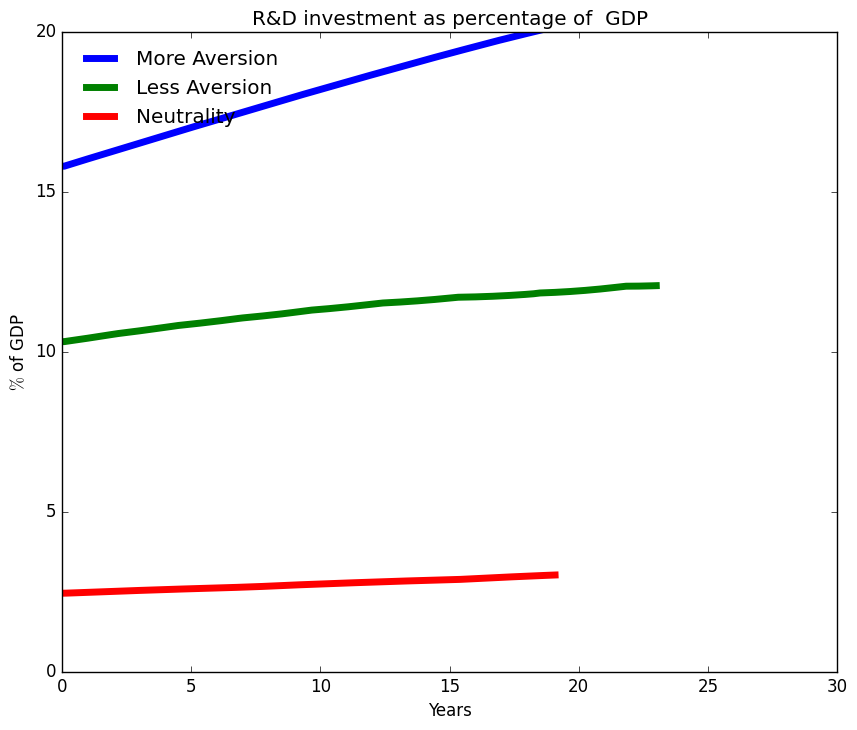 R&D investment as percentage of  GDP
More Aversion
Less Aversion
Neutrality
% of GDP
20
15
10
5
0
0 5 10 15 20 25 30
Years